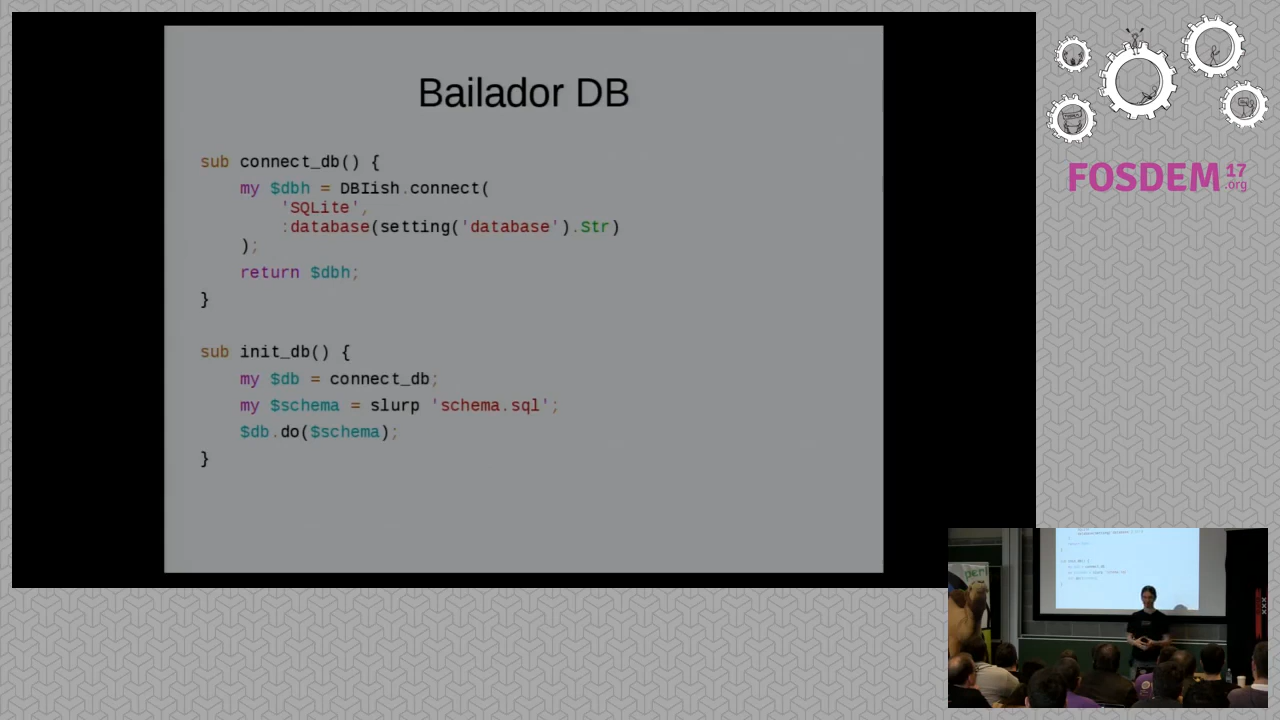 Bailador DB
sub connect_db() {
my $dbh = DBIish.connect(
'SQLite',
:database(setting('database').Str)
);
return $dbh;
}
sub init_db() {
my $db = connect_db;
my $schema = slurp 'schema.sql';
$db.do($schema);
}
FOSDEM 17
.org